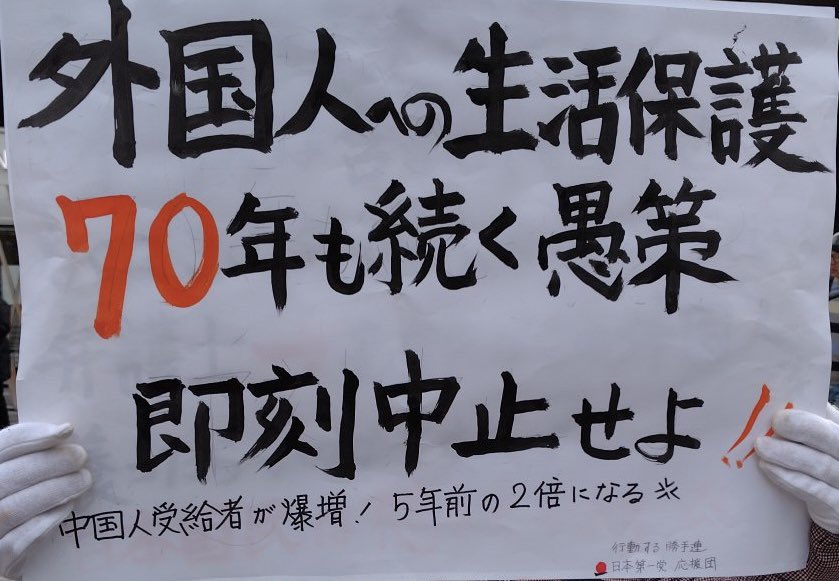 外国人への生活保護
70年も続く愚策
即刻中止せよ!!
中国人受給者が爆増! 5年前の2倍になる※
行動する勝手連
日本第一党 応援団